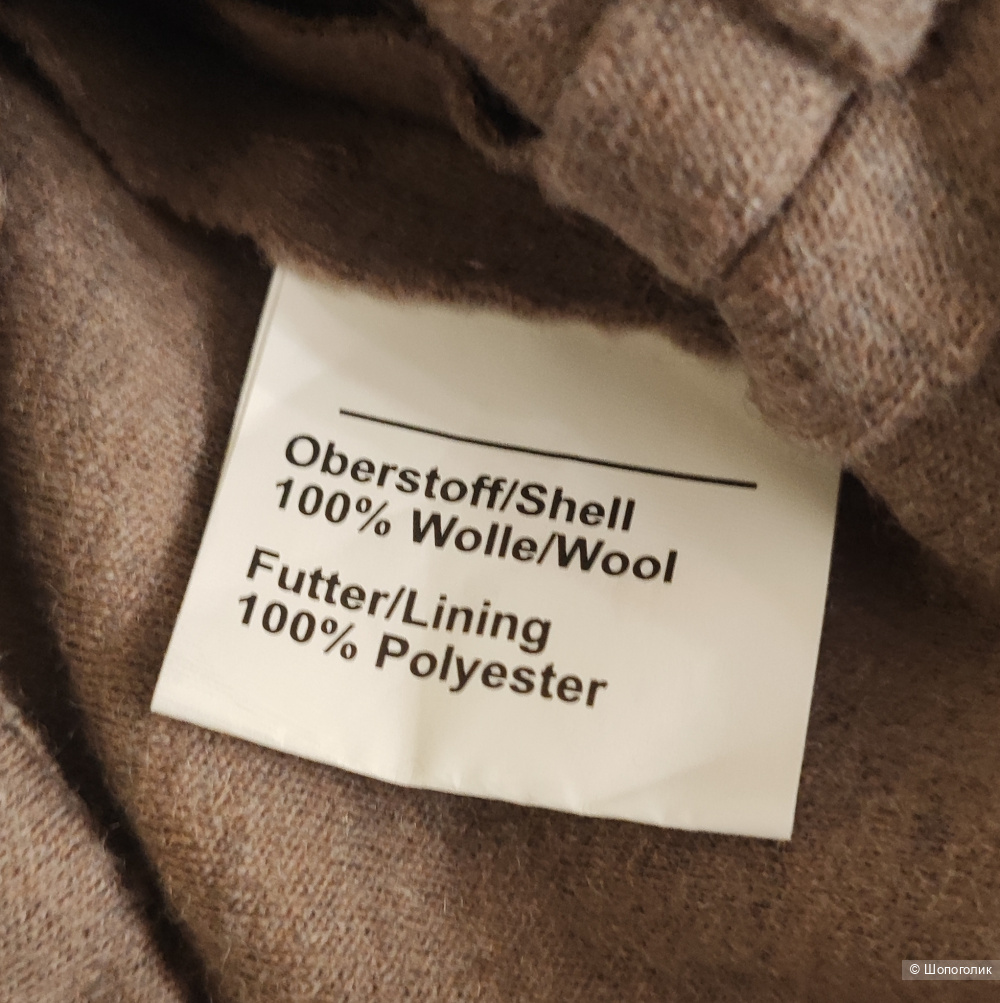 Oberstoff/Shell
100% Wolle/Wool
Futter/Lining
100% Polyester
© Шопоголик